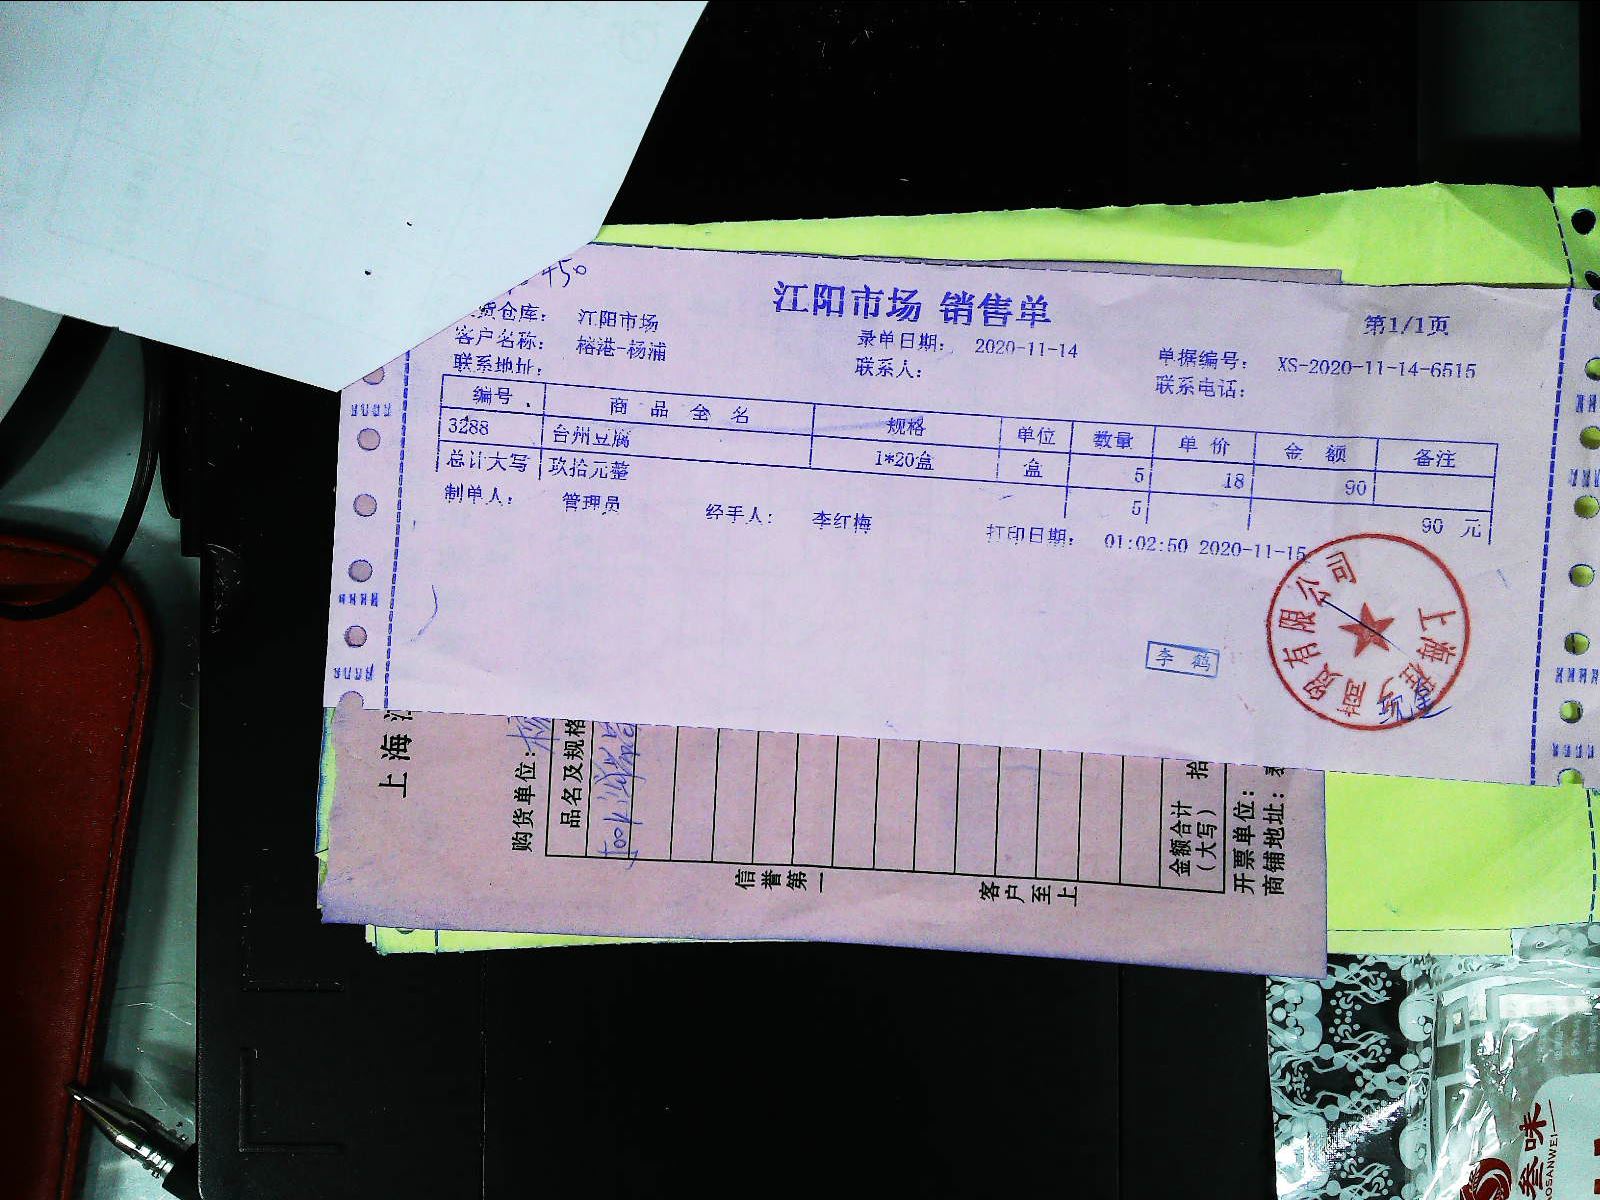 450
江阳市场 销售单
第1/1页
货仓库： 江阳市场
客户名称： 榕港-杨浦 录单日期： 2020-11-14 单据编号： XS-2020-11-14-6515
联系地址： 联系人： 联系电话：
编号 商品全名 规格 单位 数量 单价 金额 备注
3288 台州豆腐 1*20盒 盒 5 18 90
总计大写 玖拾元整 5 90 元
制单人： 管理员 经手人： 李红梅 打印日期： 01:02:50 2020-11-15
李鹤
上海 商贸有限公司
上海
购货单位：
品名及规格
信誉第一
客户至上
金额合计
（大写）
拾
开票单位：
商铺地址：
叁味
OSANWEI